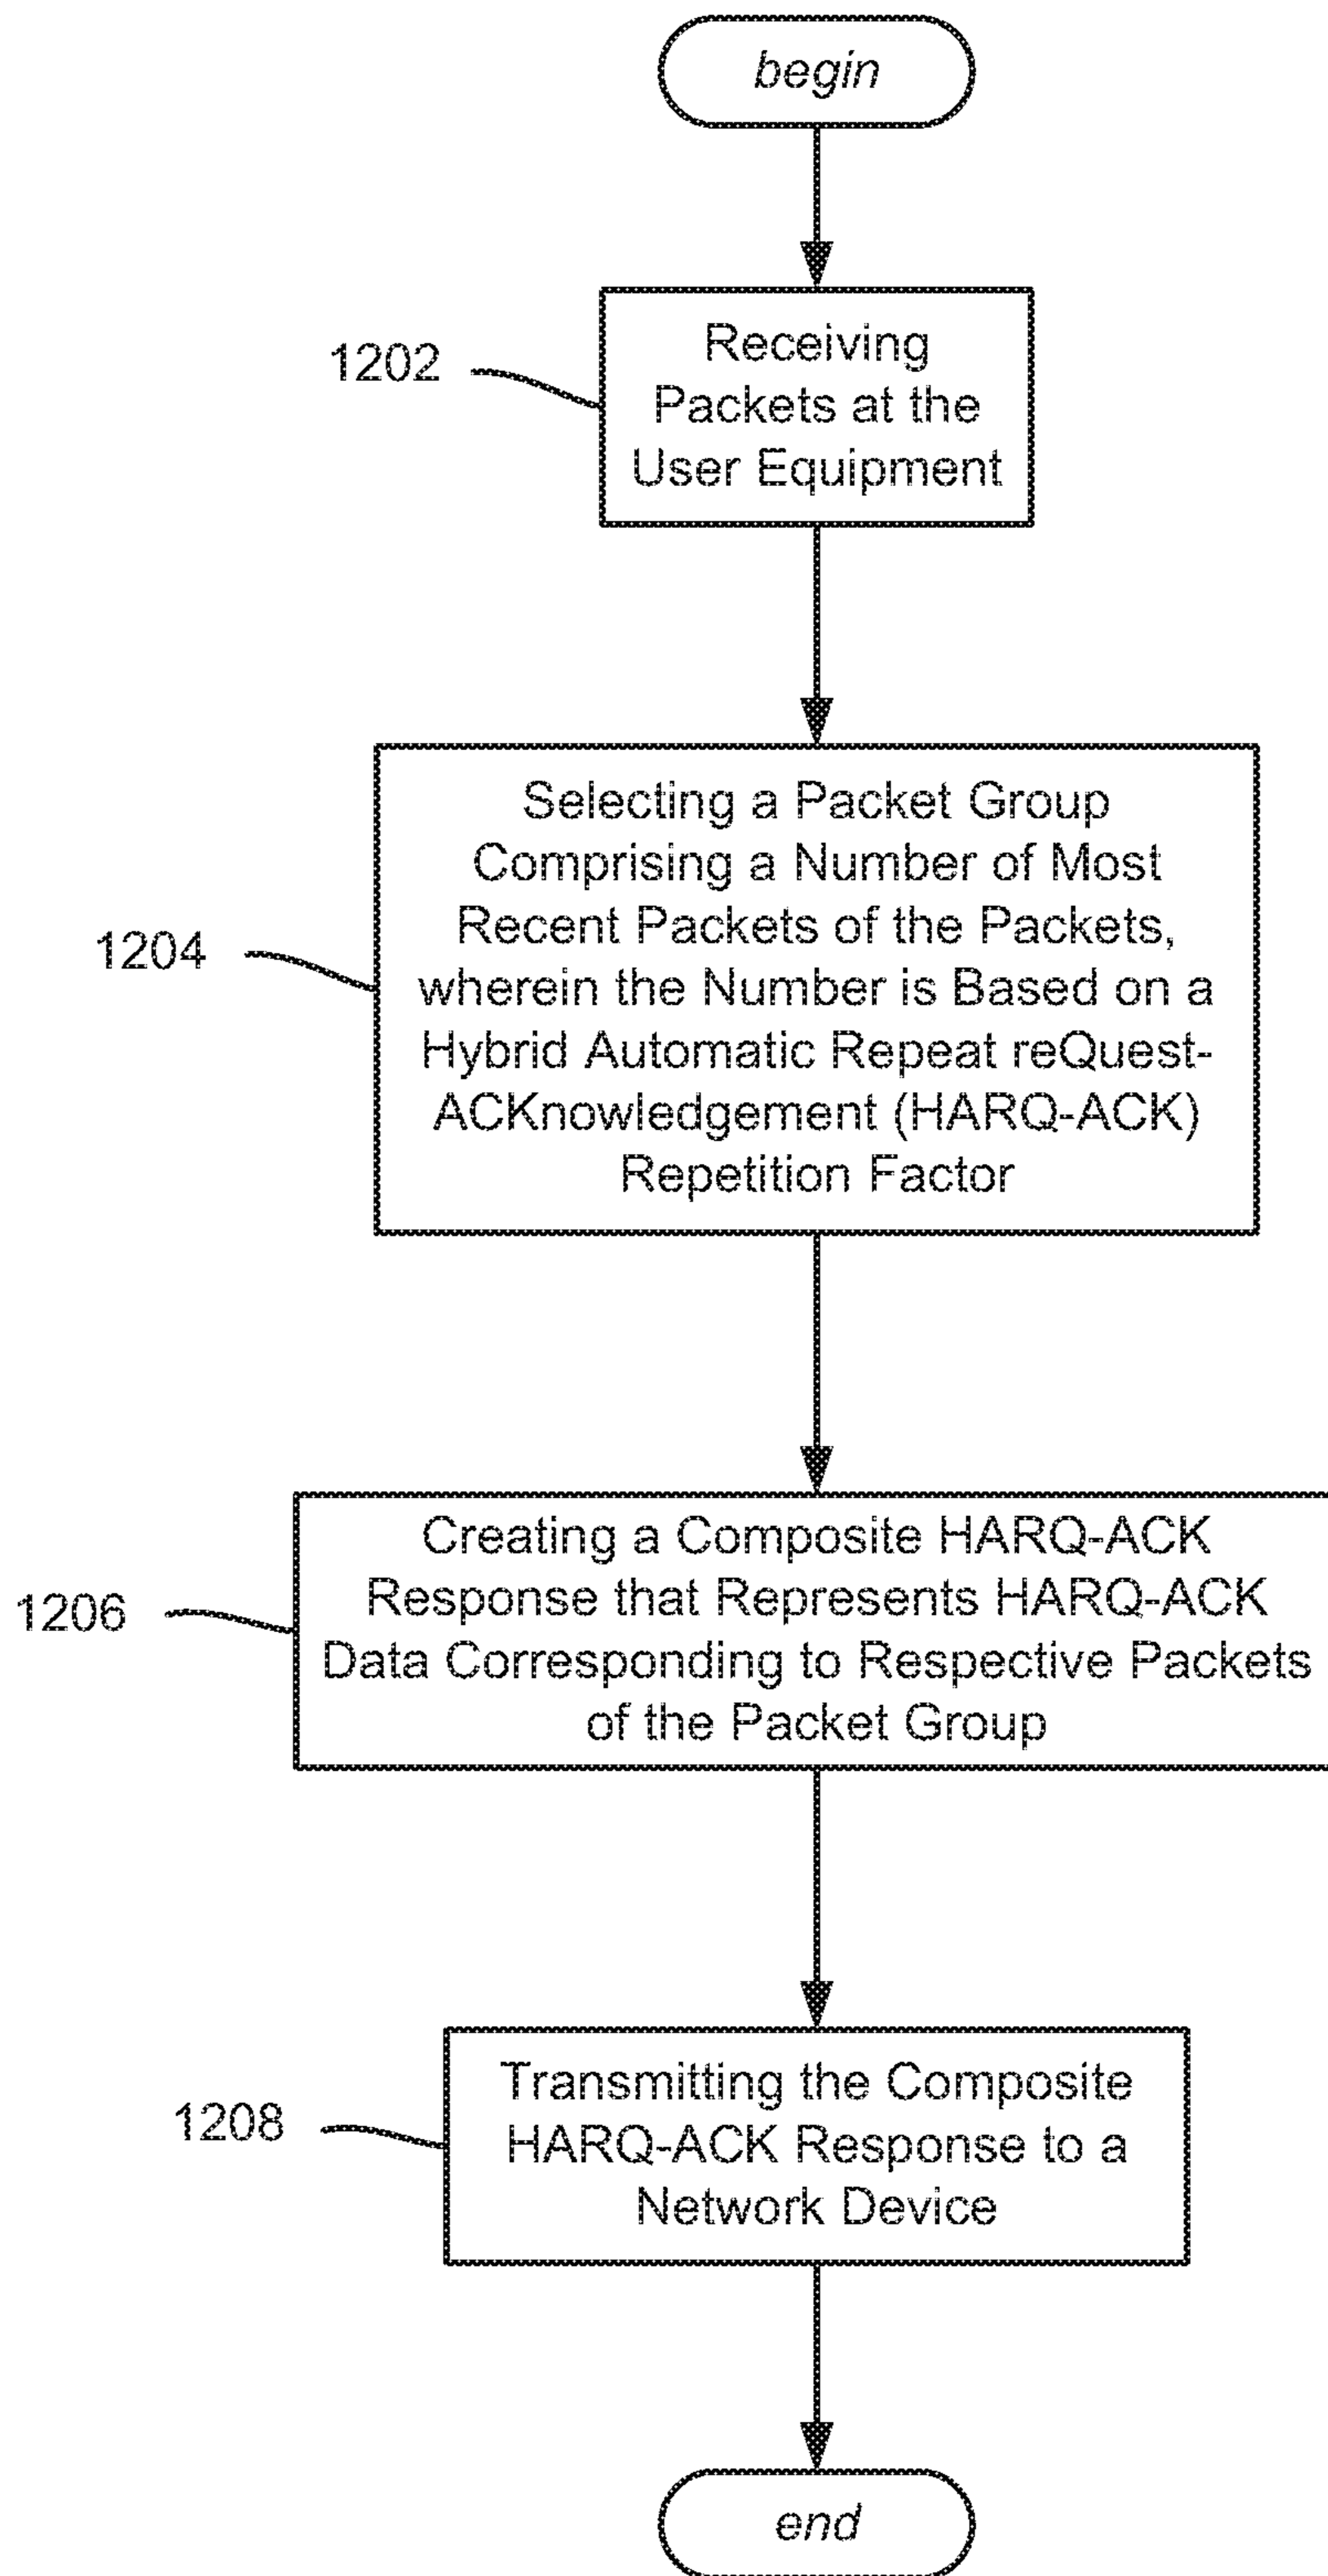 begin
1202
Receiving
Packets at the
User Equipment
1204
Selecting a Packet Group
Comprising a Number of Most
Recent Packets of the Packets,
wherein the Number is Based on a
Hybrid Automatic Repeat reQuest-
ACKnowledgement (HARQ-ACK)
Repetition Factor
1206
Creating a Composite HARQ-ACK
Response that Represents HARQ-ACK
Data Corresponding to Respective Packets
of the Packet Group
1208
Transmitting the Composite
HARQ-ACK Response to a
Network Device
end